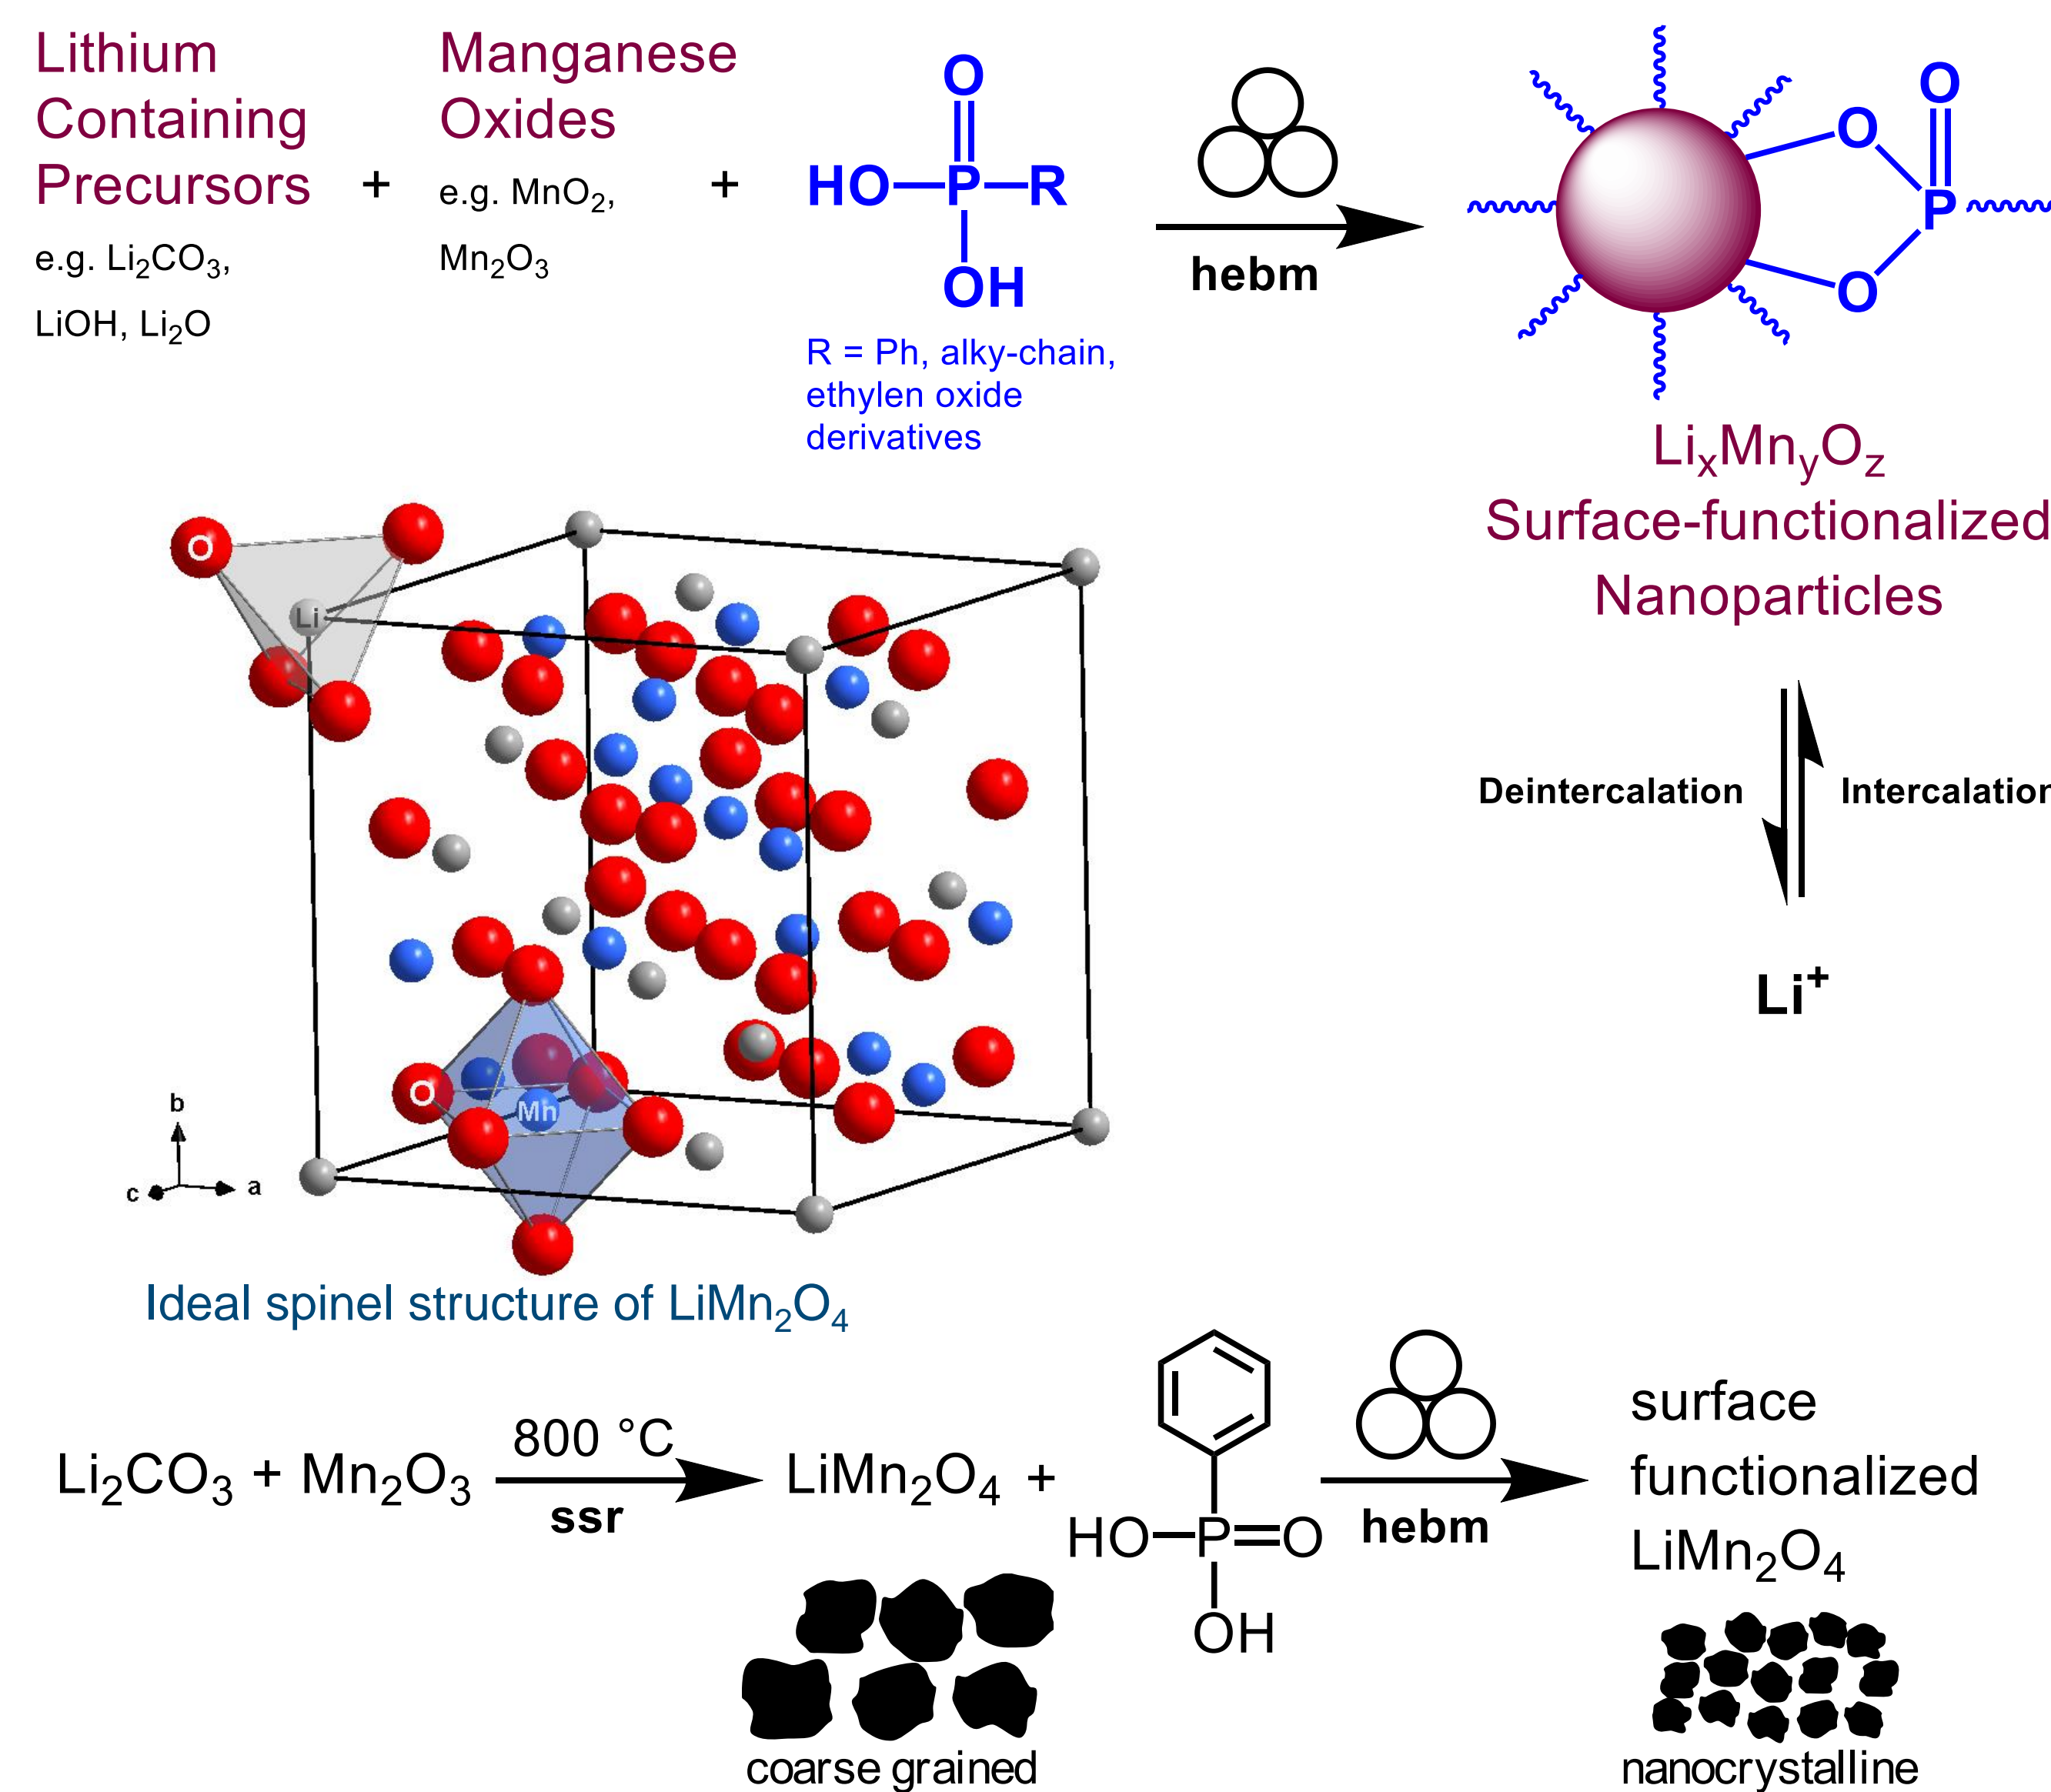 Lithium
Containing
Precursors
e.g. Li₂CO₃,
LiOH, Li₂O
+
Manganese
Oxides
e.g. MnO₂,
Mn₂O₃
+
O
HO P R
OH
R = Ph, alky-chain,
ethylen oxide
derivatives
hebm
O
O
P
O
LiₓMnᵧO_z
Surface-functionalized
Nanoparticles
Deintercalation
Intercalation
Li⁺
O
Li
O
Mn
b
c
a
Ideal spinel structure of LiMn₂O₄
Li₂CO₃ + Mn₂O₃
800 °C
ssr
LiMn₂O₄ +
HO P O
OH
hebm
surface
functionalized
LiMn₂O₄
coarse grained
nanocrystalline